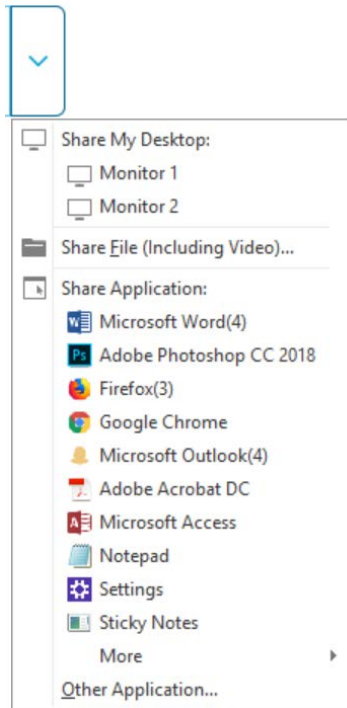 Share My Desktop:
Monitor 1
Monitor 2
Share File (Including Video)...
Share Application:
Microsoft Word(4)
Ps Adobe Photoshop CC 2018
Firefox(3)
Google Chrome
Microsoft Outlook(4)
Adobe Acrobat DC
Microsoft Access
Notepad
Settings
Sticky Notes
More
Other Application...